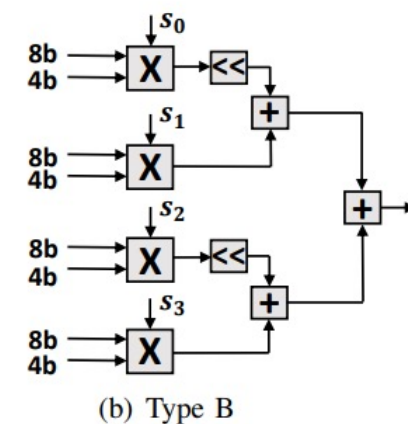 s₀
8b
4b
X
<<
+
s₁
8b
4b
X
+
s₂
8b
4b
X
<<
+
s₃
8b
4b
X
(b) Type B